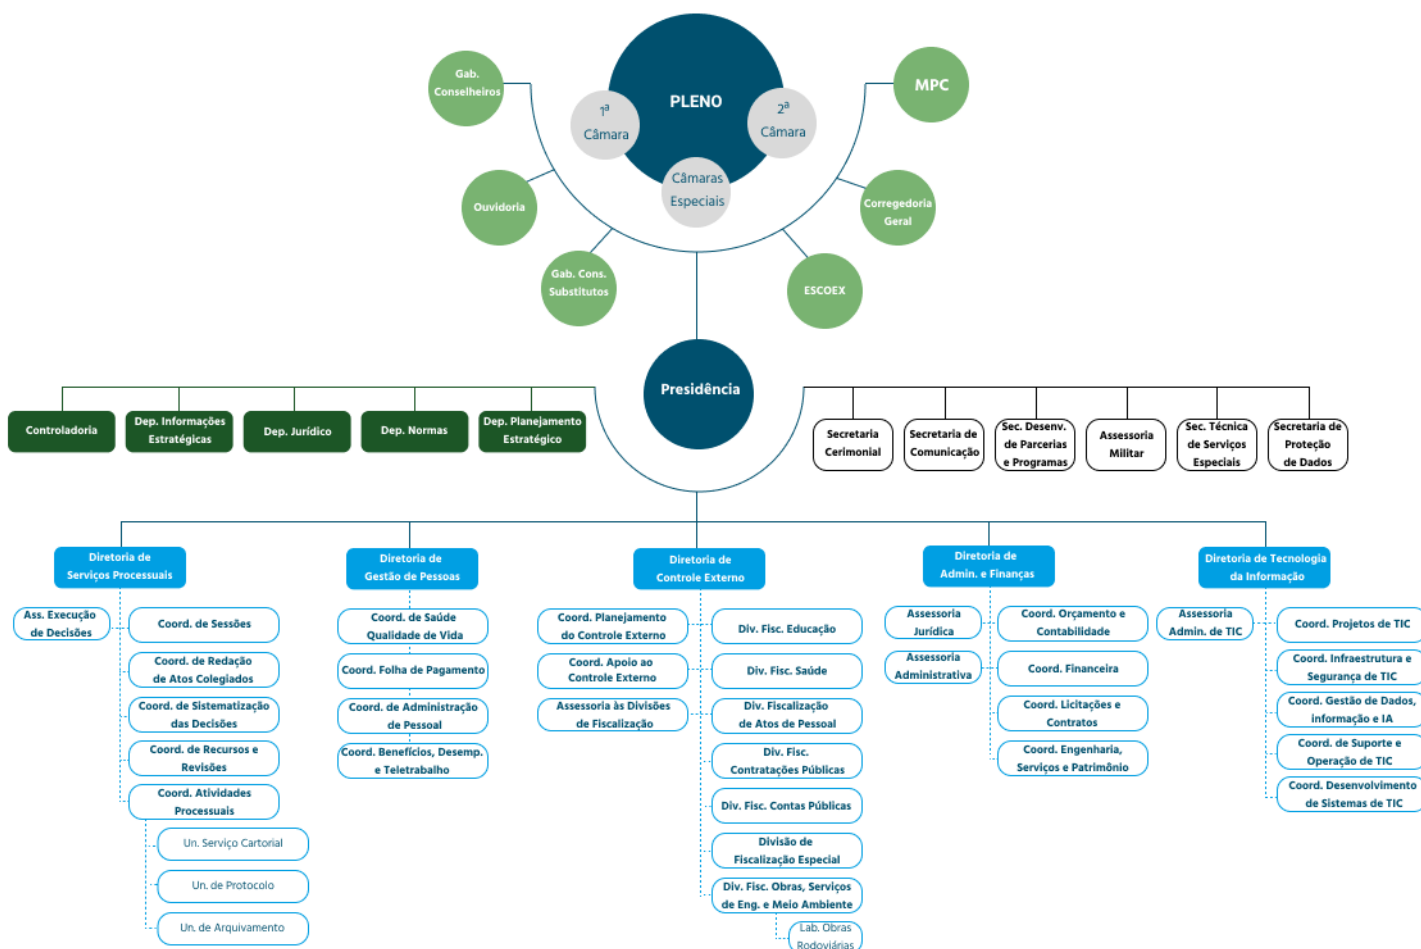 PLENO
1ª
Câmara
2ª
Câmara
Câmaras
Especiais
Gab.
Conselheiros
MPC
Ouvidoria
Corregedoria
Geral
Gab. Cons.
Substitutos
ESCOEX
Presidência
Controladoria
Dep. Informações
Estratégicas
Dep. Jurídico
Dep. Normas
Dep. Planejamento
Estratégico
Secretaria
Cerimonial
Secretaria de
Comunicação
Sec. Desenv.
de Parcerias
e Programas
Assessoria
Militar
Sec. Técnica
de Serviços
Especiais
Secretaria de
Proteção
de Dados
Diretoria de
Serviços Processuais
Ass. Execução
de Decisões
Coord. de Sessões
Coord. de Redação
de Atos Colegiados
Coord. de Sistematização
das Decisões
Coord. de Recursos e
Revisões
Coord. Atividades
Processuais
Un. Serviço Cartorial
Un. de Protocolo
Un. de Arquivamento
Diretoria de
Gestão de Pessoas
Coord. de Saúde
Qualidade de Vida
Coord. Folha de Pagamento
Coord. de Administração
de Pessoal
Coord. Benefícios, Desemp.
e Teletrabalho
Diretoria de
Controle Externo
Coord. Planejamento
do Controle Externo
Coord. Apoio ao
Controle Externo
Assessoria às Divisões
de Fiscalização
Div. Fisc. Educação
Div. Fisc. Saúde
Div. Fiscalização
de Atos de Pessoal
Div. Fisc.
Contratações Públicas
Div. Fisc. Contas Públicas
Divisão de
Fiscalização Especial
Div. Fisc. Obras, Serviços
de Eng. e Meio Ambiente
Lab. Obras
Rodoviárias
Diretoria de
Admin. e Finanças
Assessoria
Jurídica
Assessoria
Administrativa
Coord. Orçamento e
Contabilidade
Coord. Financeira
Coord. Licitações e
Contratos
Coord. Engenharia,
Serviços e Patrimônio
Diretoria de Tecnologia
da Informação
Assessoria
Admin. de TIC
Coord. Projetos de TIC
Coord. Infraestrutura e
Segurança de TIC
Coord. Gestão de Dados,
informação e IA
Coord. de Suporte e
Operação de TIC
Coord. Desenvolvimento
de Sistemas de TIC